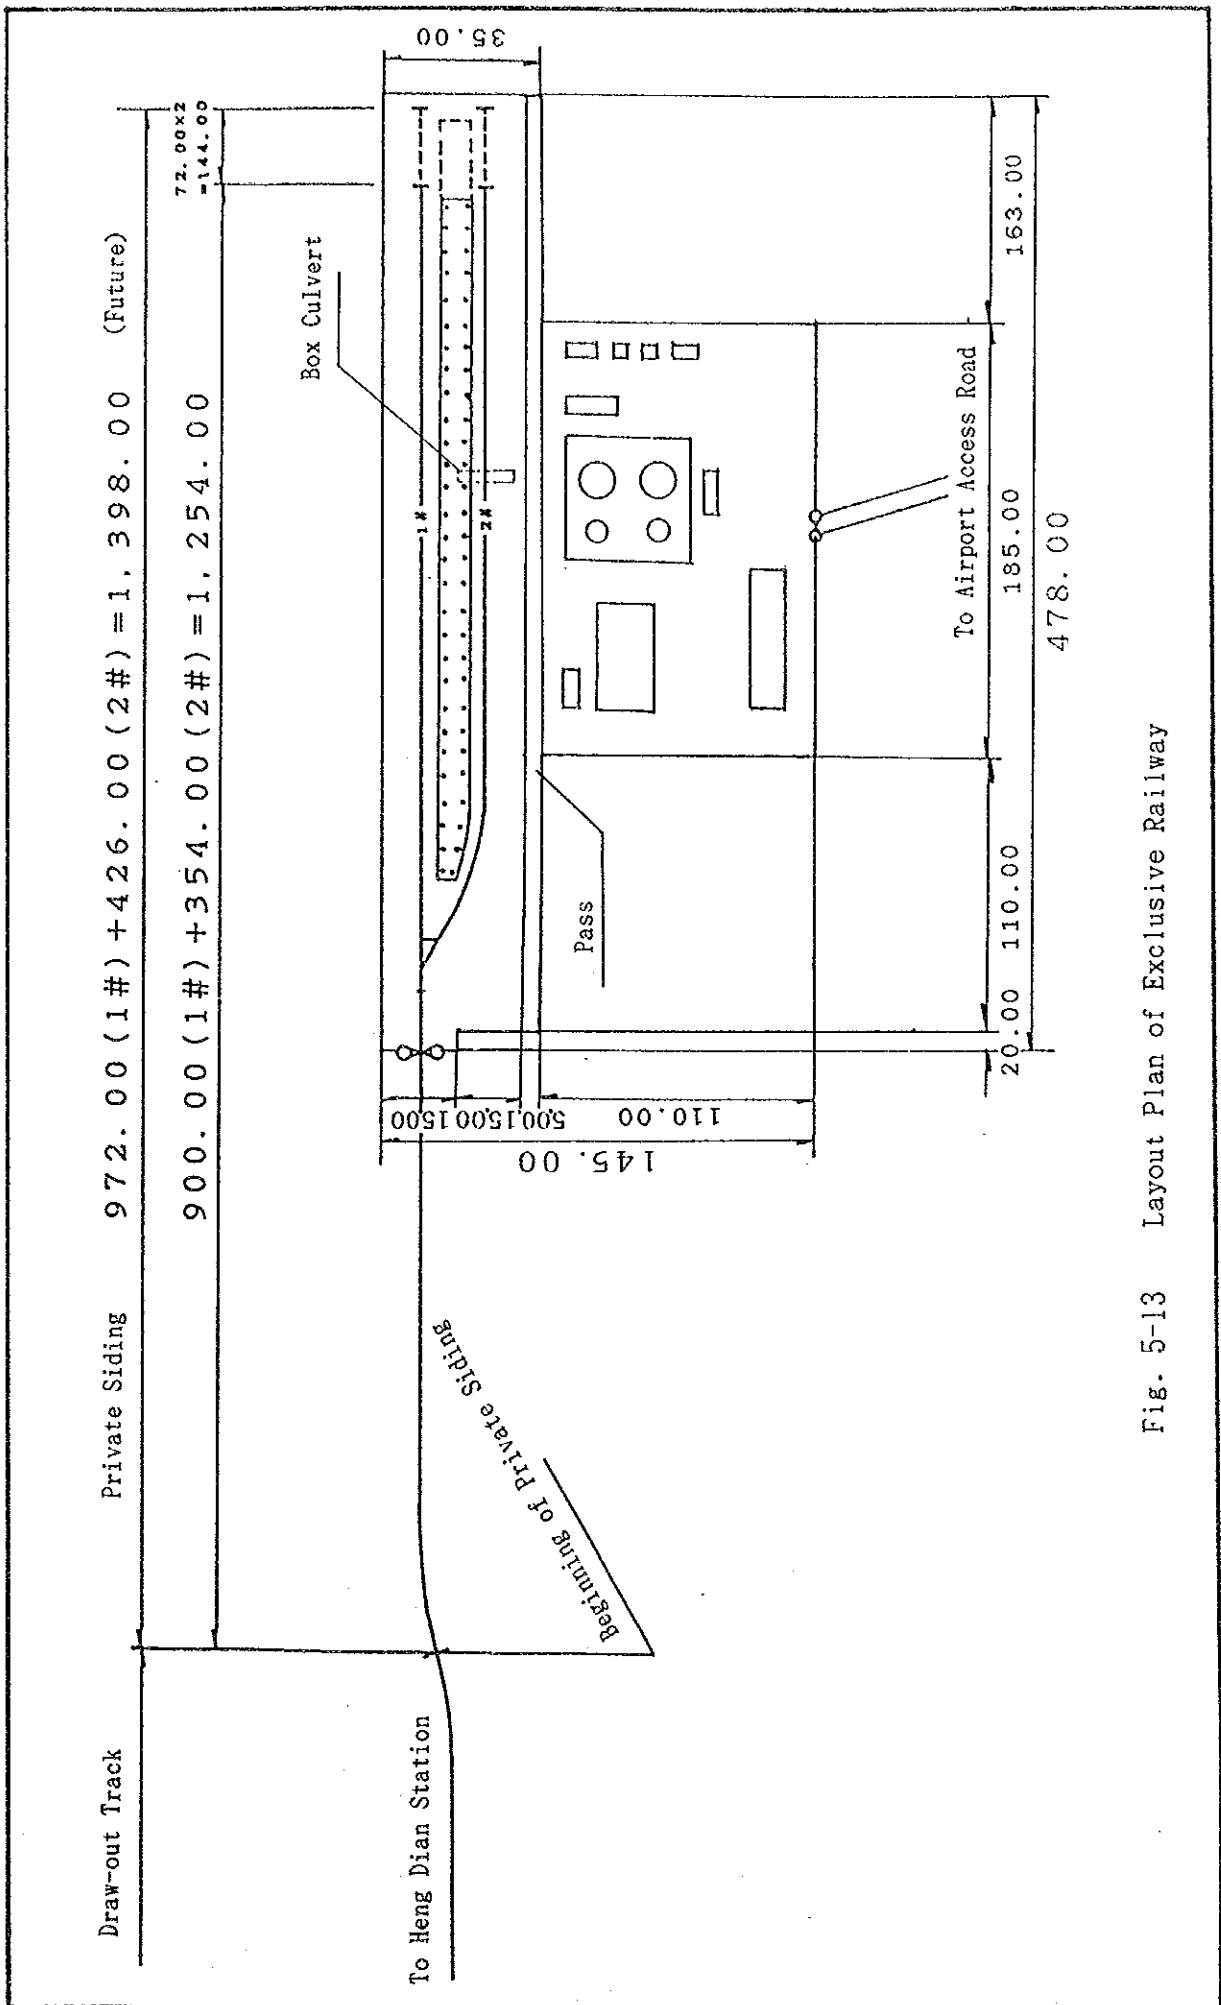 Draw-out Track
Private Siding
972.00(1#)+426.00(2#)=1,398.00 (Future)
900.00(1#)+354.00(2#)=1,254.00
72.00x2
=144.00
To Heng Dian Station
Beginning of Private Siding
Box Culvert
1#
2#
35.00
Pass
15.00
15.00
5.00
110.00
145.00
To Airport Access Road
20.00
110.00
185.00
163.00
478.00
Fig. 5-13 Layout Plan of Exclusive Railway